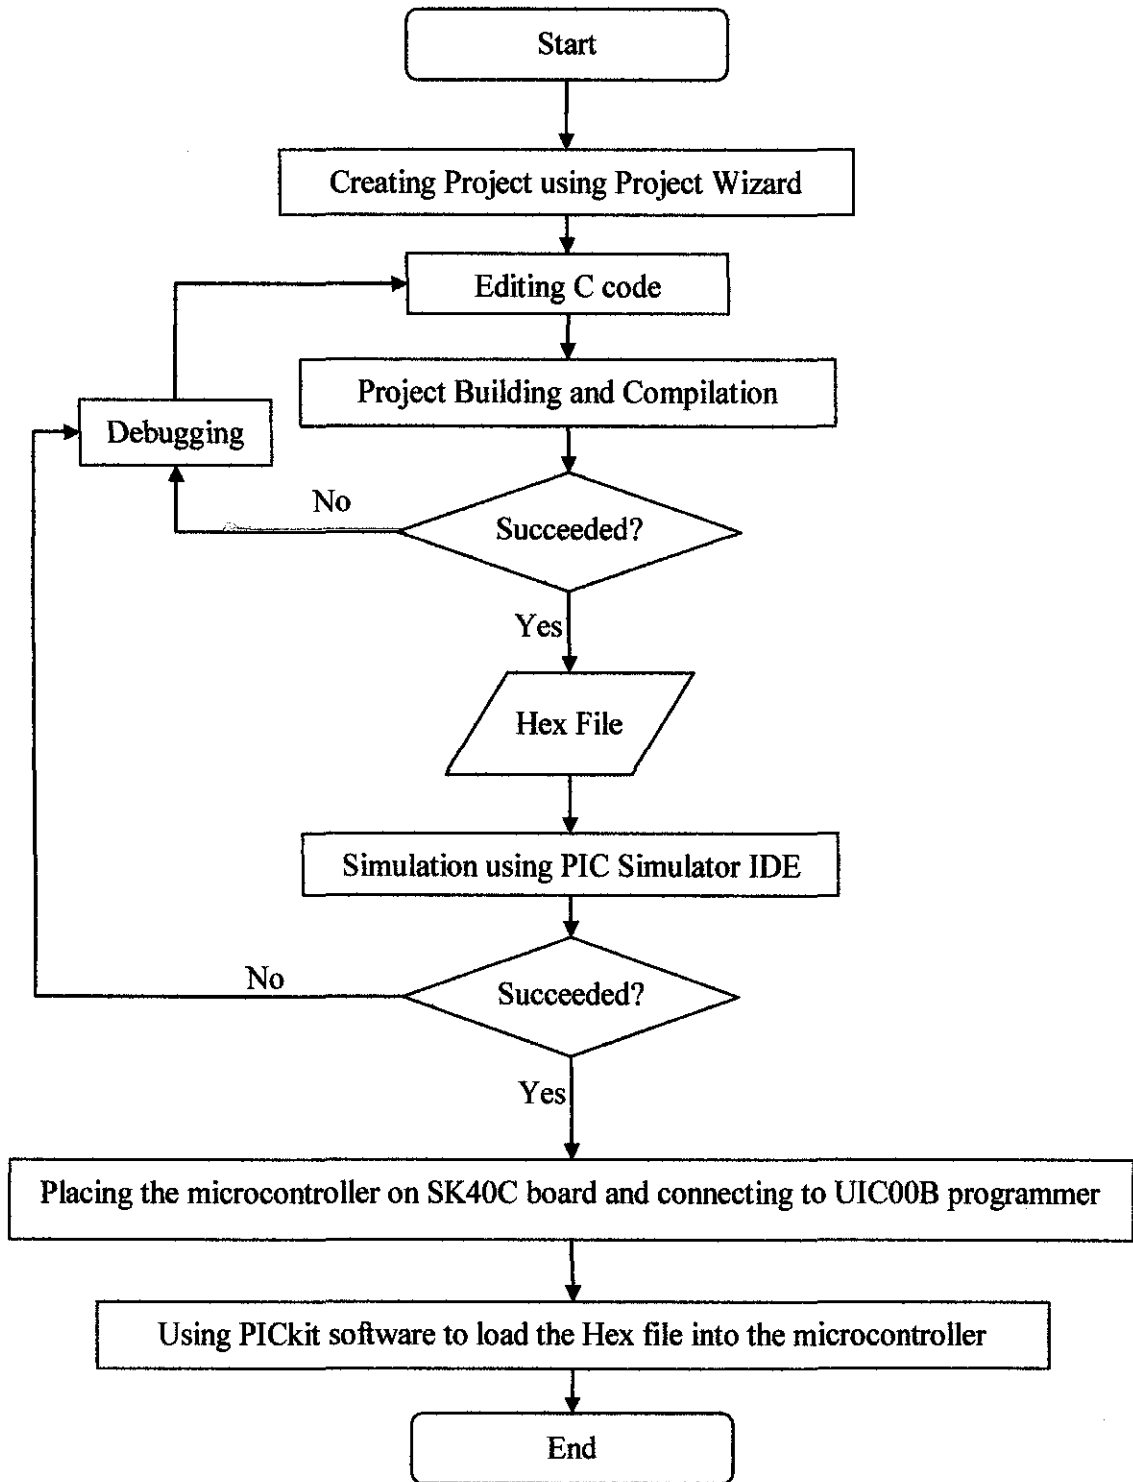 Start
Creating Project using Project Wizard
Editing C code
Project Building and Compilation
Debugging
No
Succeeded?
Yes
Hex File
Simulation using PIC Simulator IDE
No
Succeeded?
Yes
Placing the microcontroller on SK40C board and connecting to UIC00B programmer
Using PICkit software to load the Hex file into the microcontroller
End